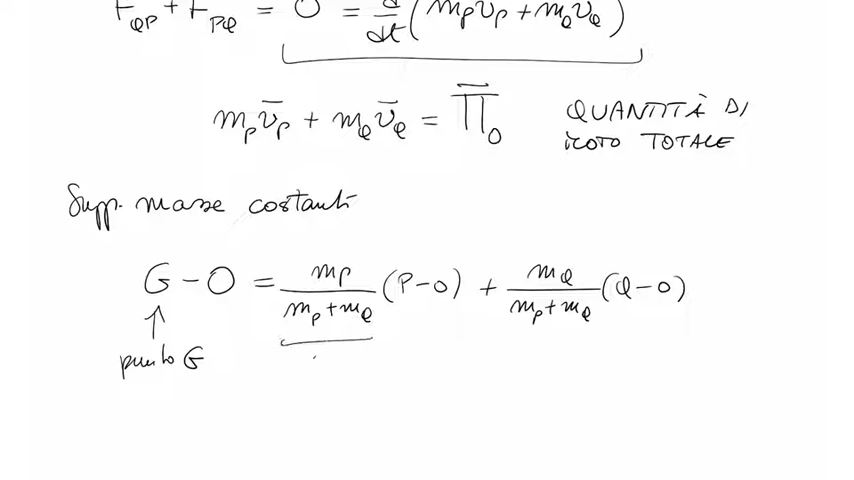 F_QP + F_PQ = 0 = d/dt (m_P v_P + m_Q v_Q)
m_P v̄_P + m_Q v̄_Q = Π̄_0 QUANTITÀ DI
MOTO TOTALE
Supp. masse costanti
G - O = m_P/(m_P + m_Q) (P - O) + m_Q/(m_P + m_Q) (Q - O)
↑
punto G